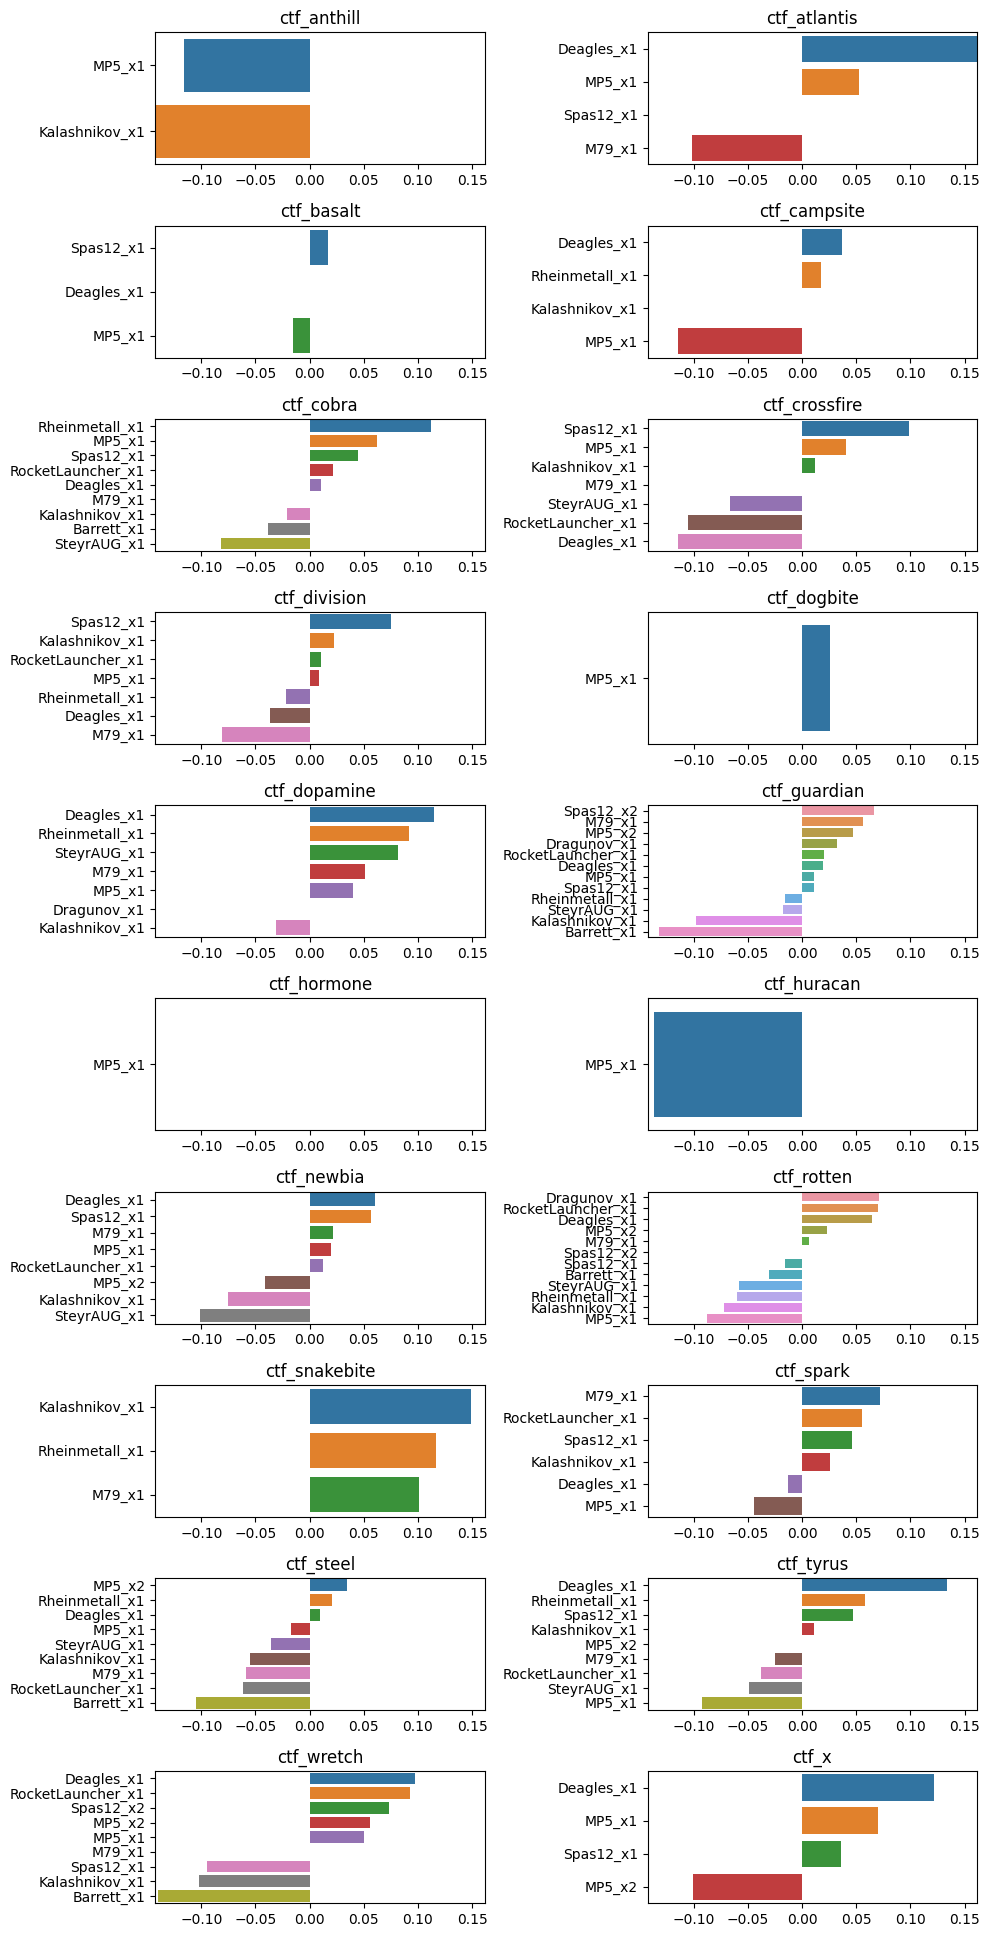 ctf_anthill
MP5_x1
Kalashnikov_x1
−0.10 −0.05 0.00 0.05 0.10 0.15
ctf_atlantis
Deagles_x1
MP5_x1
Spas12_x1
M79_x1
−0.10 −0.05 0.00 0.05 0.10 0.15
ctf_basalt
Spas12_x1
Deagles_x1
MP5_x1
−0.10 −0.05 0.00 0.05 0.10 0.15
ctf_campsite
Deagles_x1
Rheinmetall_x1
Kalashnikov_x1
MP5_x1
−0.10 −0.05 0.00 0.05 0.10 0.15
ctf_cobra
Rheinmetall_x1
MP5_x1
Spas12_x1
RocketLauncher_x1
Deagles_x1
M79_x1
Kalashnikov_x1
Barrett_x1
SteyrAUG_x1
−0.10 −0.05 0.00 0.05 0.10 0.15
ctf_crossfire
Spas12_x1
MP5_x1
Kalashnikov_x1
M79_x1
SteyrAUG_x1
RocketLauncher_x1
Deagles_x1
−0.10 −0.05 0.00 0.05 0.10 0.15
ctf_division
Spas12_x1
Kalashnikov_x1
RocketLauncher_x1
MP5_x1
Rheinmetall_x1
Deagles_x1
M79_x1
−0.10 −0.05 0.00 0.05 0.10 0.15
ctf_dogbite
MP5_x1
−0.10 −0.05 0.00 0.05 0.10 0.15
ctf_dopamine
Deagles_x1
Rheinmetall_x1
SteyrAUG_x1
M79_x1
MP5_x1
Dragunov_x1
Kalashnikov_x1
−0.10 −0.05 0.00 0.05 0.10 0.15
ctf_guardian
Spas12_x2
M79_x1
MP5_x2
Dragunov_x1
RocketLauncher_x1
Deagles_x1
MP5_x1
Spas12_x1
Rheinmetall_x1
SteyrAUG_x1
Kalashnikov_x1
Barrett_x1
−0.10 −0.05 0.00 0.05 0.10 0.15
ctf_hormone
MP5_x1
−0.10 −0.05 0.00 0.05 0.10 0.15
ctf_huracan
MP5_x1
−0.10 −0.05 0.00 0.05 0.10 0.15
ctf_newbia
Deagles_x1
Spas12_x1
M79_x1
MP5_x1
RocketLauncher_x1
MP5_x2
Kalashnikov_x1
SteyrAUG_x1
−0.10 −0.05 0.00 0.05 0.10 0.15
ctf_rotten
Dragunov_x1
RocketLauncher_x1
Deagles_x1
MP5_x2
M79_x1
Spas12_x2
Spas12_x1
Barrett_x1
SteyrAUG_x1
Rheinmetall_x1
Kalashnikov_x1
MP5_x1
−0.10 −0.05 0.00 0.05 0.10 0.15
ctf_snakebite
Kalashnikov_x1
Rheinmetall_x1
M79_x1
−0.10 −0.05 0.00 0.05 0.10 0.15
ctf_spark
M79_x1
RocketLauncher_x1
Spas12_x1
Kalashnikov_x1
Deagles_x1
MP5_x1
−0.10 −0.05 0.00 0.05 0.10 0.15
ctf_steel
MP5_x2
Rheinmetall_x1
Deagles_x1
MP5_x1
SteyrAUG_x1
Kalashnikov_x1
M79_x1
RocketLauncher_x1
Barrett_x1
−0.10 −0.05 0.00 0.05 0.10 0.15
ctf_tyrus
Deagles_x1
Rheinmetall_x1
Spas12_x1
Kalashnikov_x1
MP5_x2
M79_x1
RocketLauncher_x1
SteyrAUG_x1
MP5_x1
−0.10 −0.05 0.00 0.05 0.10 0.15
ctf_wretch
Deagles_x1
RocketLauncher_x1
Spas12_x2
MP5_x2
MP5_x1
M79_x1
Spas12_x1
Kalashnikov_x1
Barrett_x1
−0.10 −0.05 0.00 0.05 0.10 0.15
ctf_x
Deagles_x1
MP5_x1
Spas12_x1
MP5_x2
−0.10 −0.05 0.00 0.05 0.10 0.15